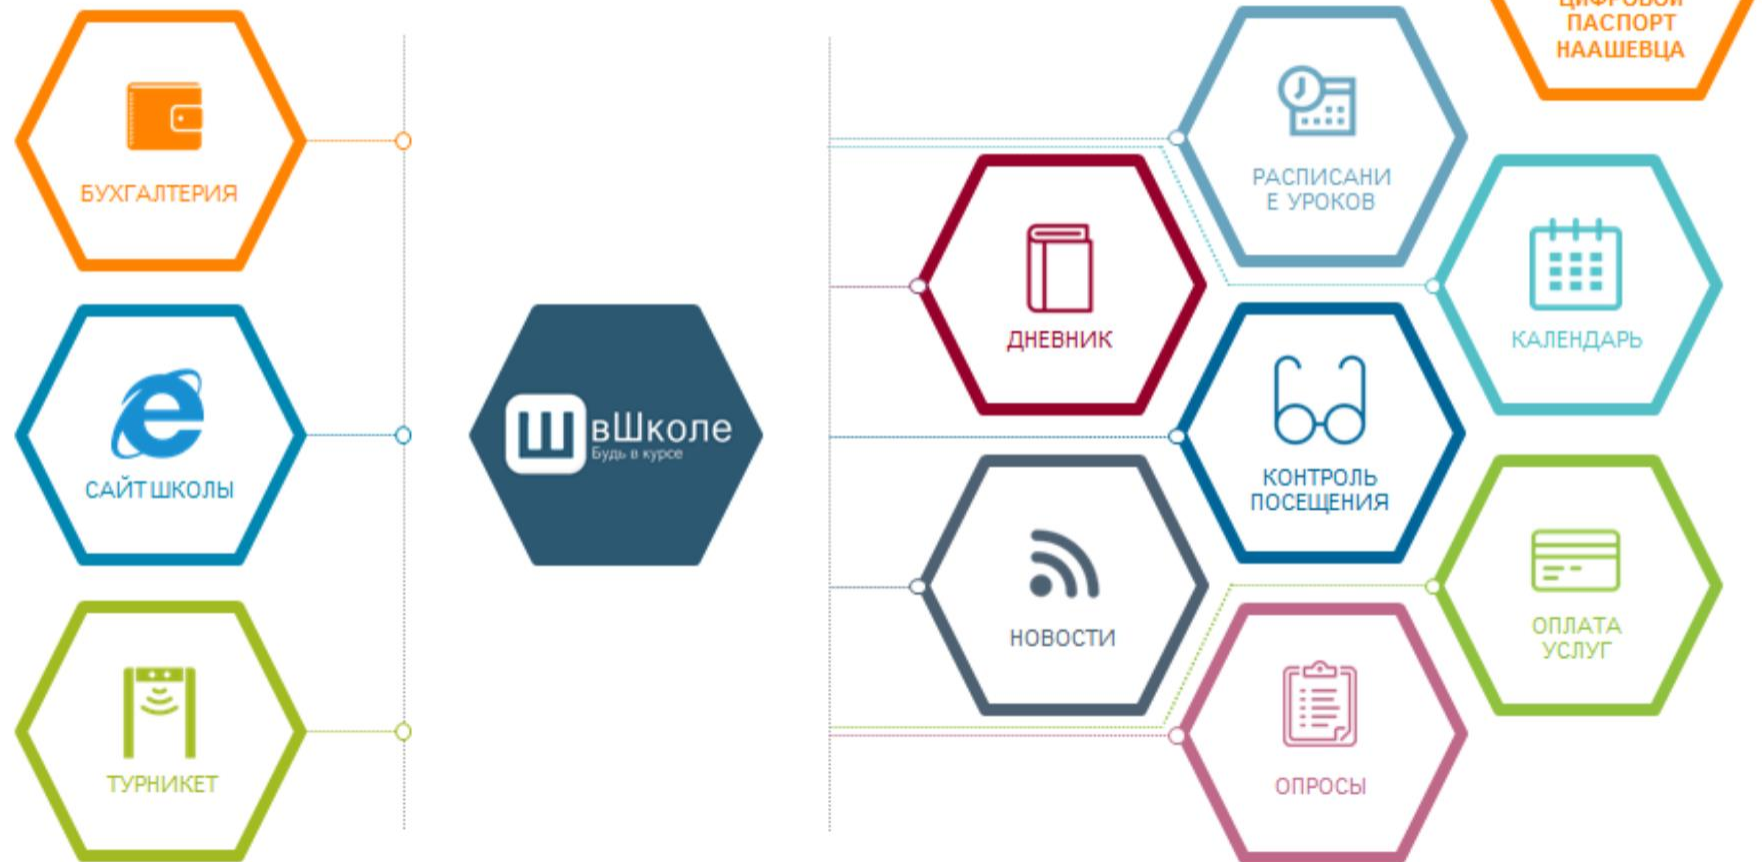 ЦИФРОВОЙ
ПАСПОРТ
НААШЕВЦА
БУХГАЛТЕРИЯ
САЙТ ШКОЛЫ
ТУРНИКЕТ
Ш вШколе
Будь в курсе
РАСПИСАНИ
Е УРОКОВ
ДНЕВНИК
КАЛЕНДАРЬ
КОНТРОЛЬ
ПОСЕЩЕНИЯ
НОВОСТИ
ОПЛАТА
УСЛУГ
ОПРОСЫ